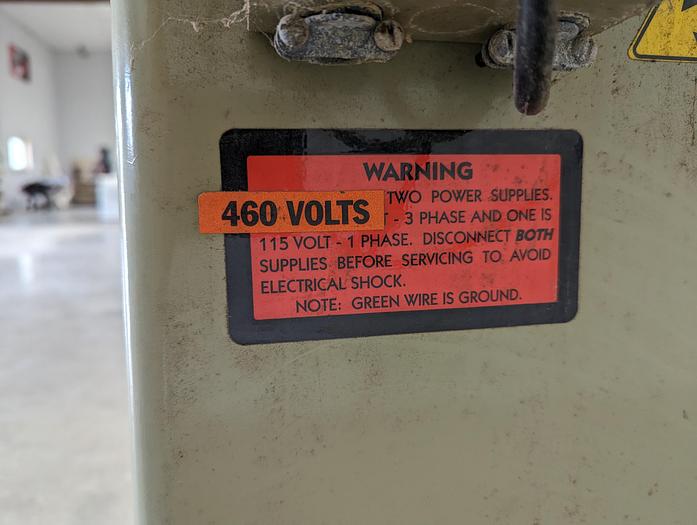 WARNING
TWO POWER SUPPLIES.
460 VOLTS
- 3 PHASE AND ONE IS
115 VOLT - 1 PHASE. DISCONNECT BOTH
SUPPLIES BEFORE SERVICING TO AVOID
ELECTRICAL SHOCK.
NOTE: GREEN WIRE IS GROUND.